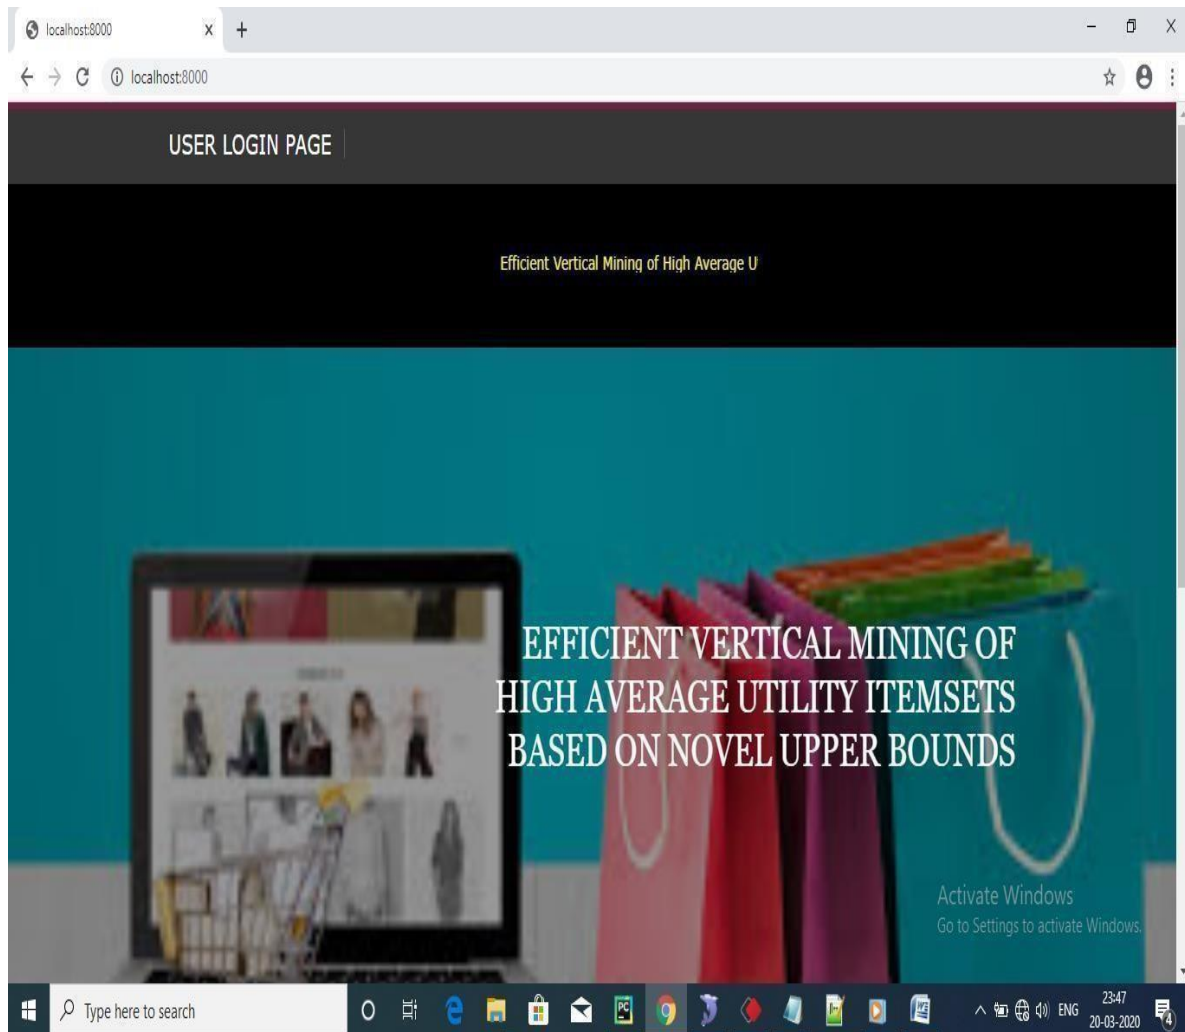 localhost:8000
localhost:8000
USER LOGIN PAGE
Efficient Vertical Mining of High Average U
EFFICIENT VERTICAL MINING OF
HIGH AVERAGE UTILITY ITEMSETS
BASED ON NOVEL UPPER BOUNDS
Activate Windows
Go to Settings to activate Windows.
Type here to search
PC
ENG
23:47
20-03-2020
4